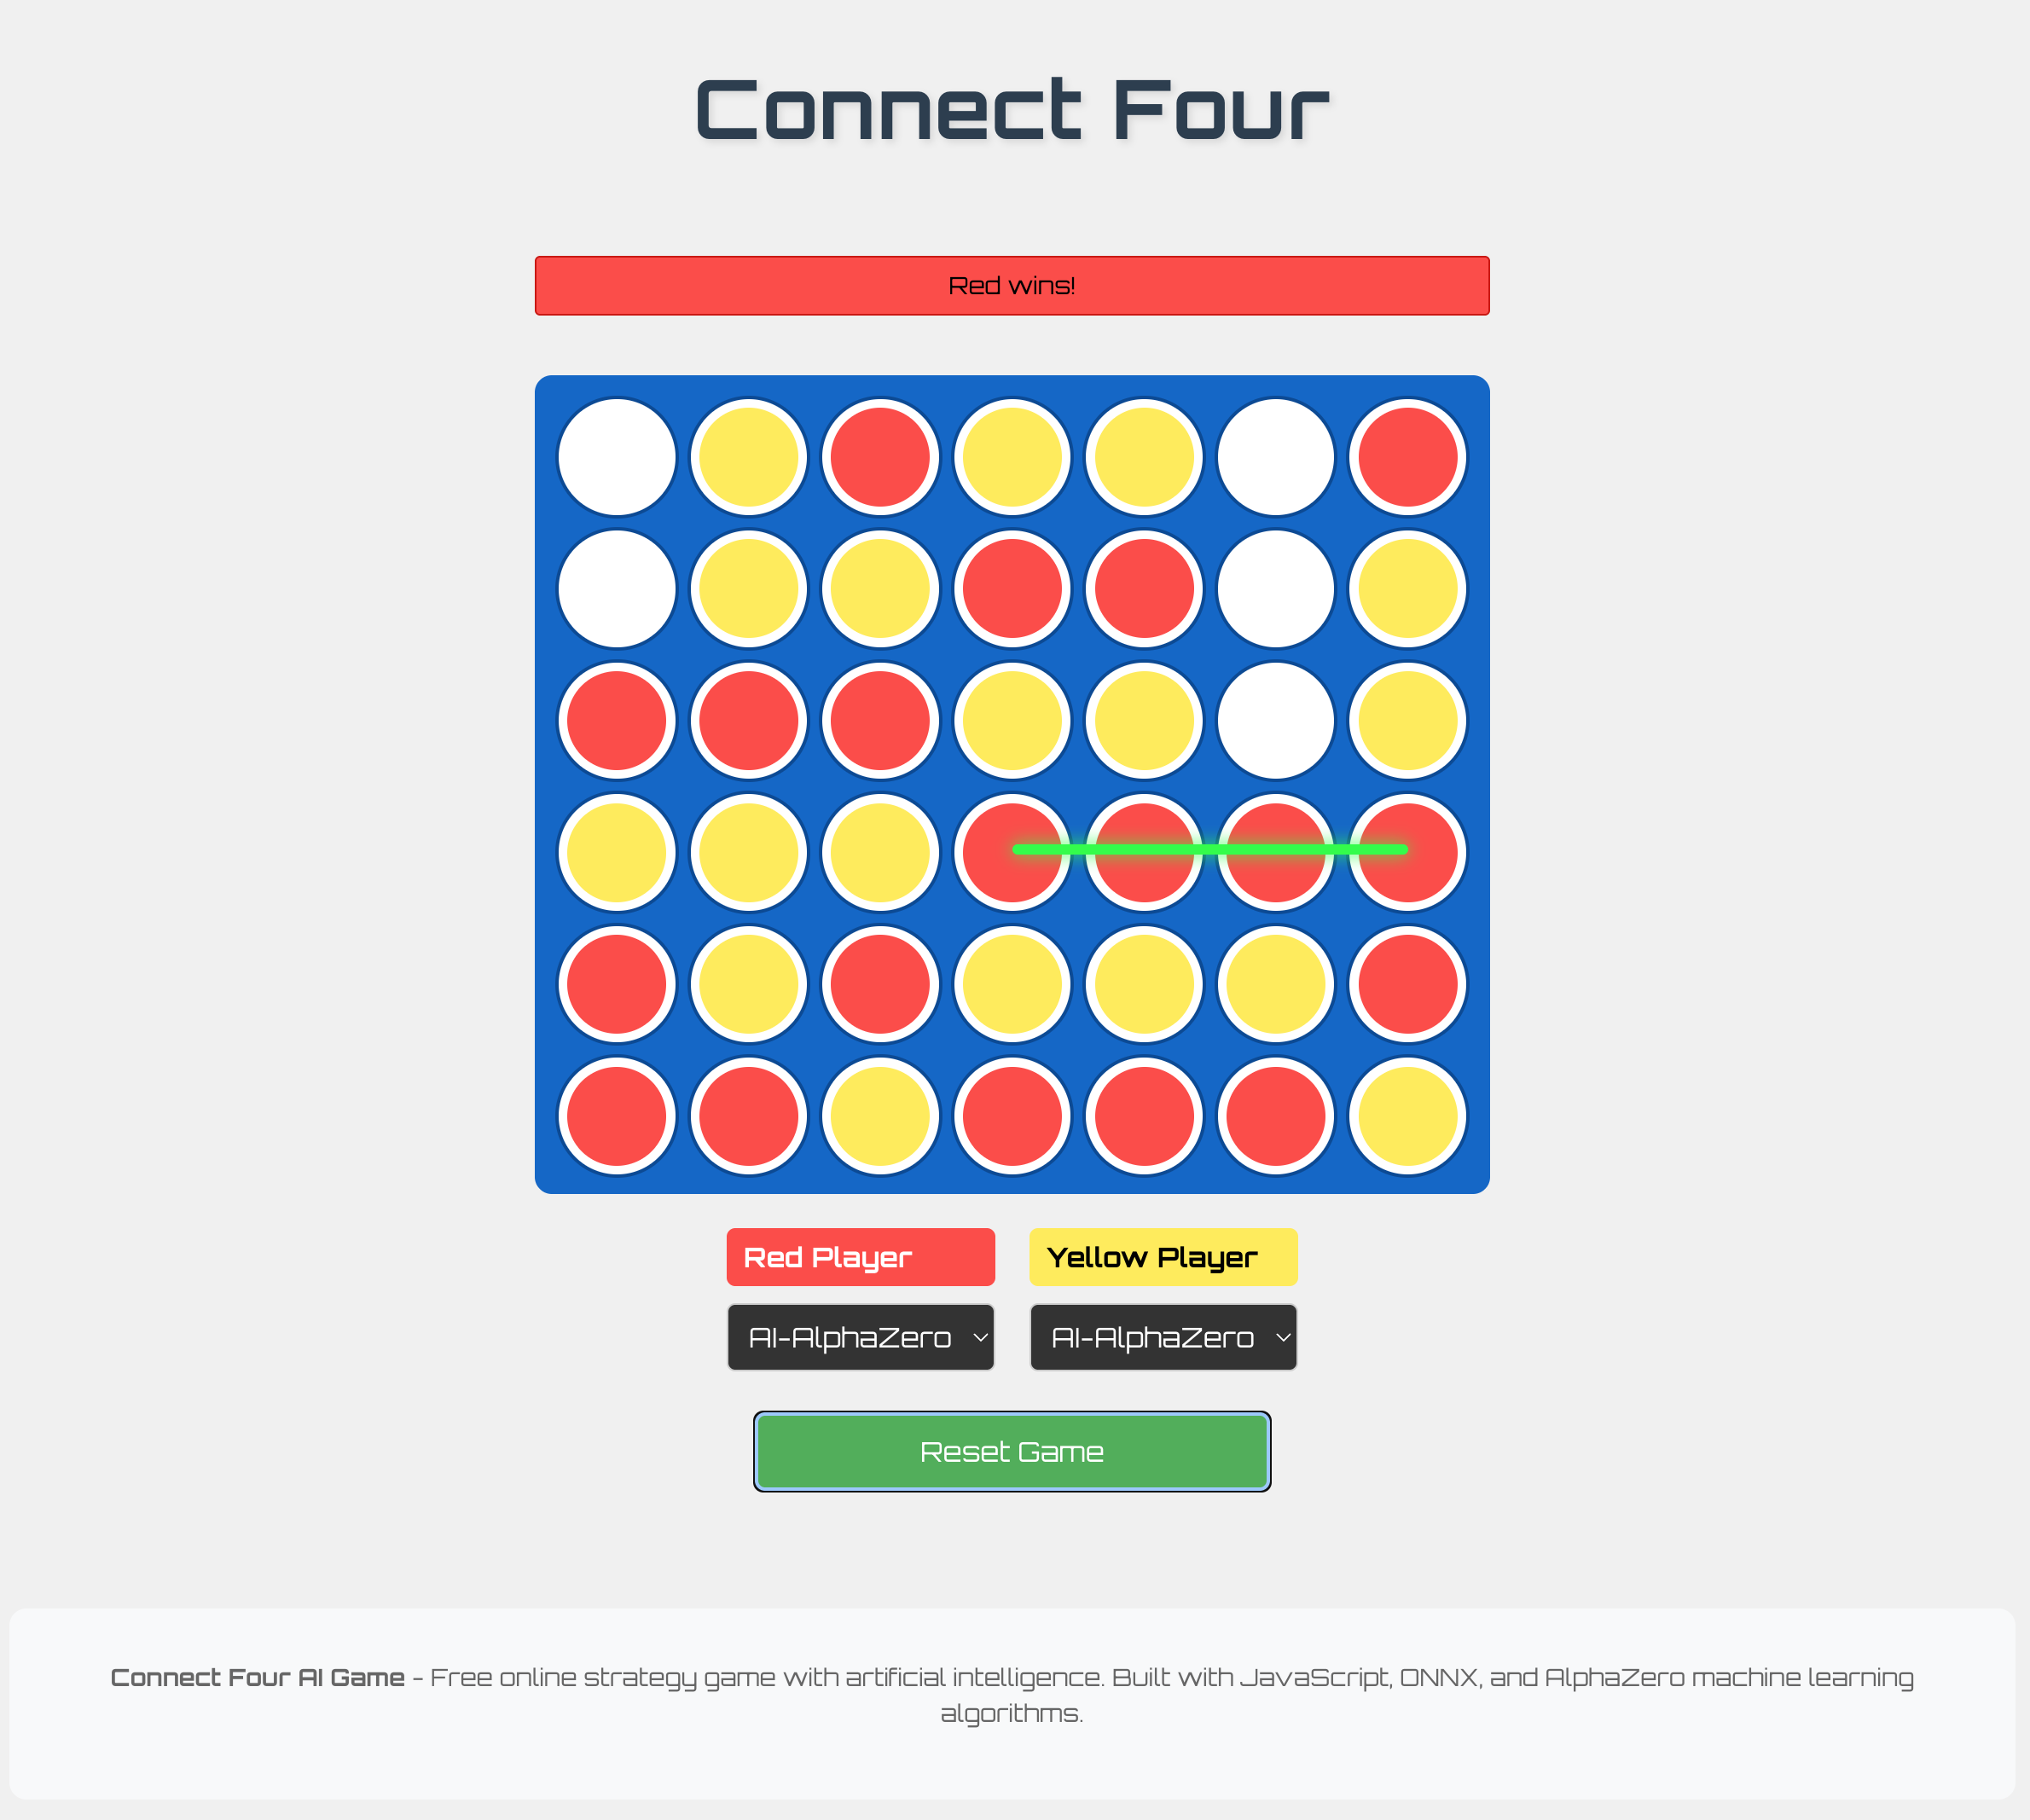 Connect Four
Red wins!
Red Player
Yellow Player
AI-AlphaZero
AI-AlphaZero
Reset Game
Connect Four AI Game - Free online strategy game with artificial intelligence. Built with JavaScript, ONNX, and AlphaZero machine learning
algorithms.